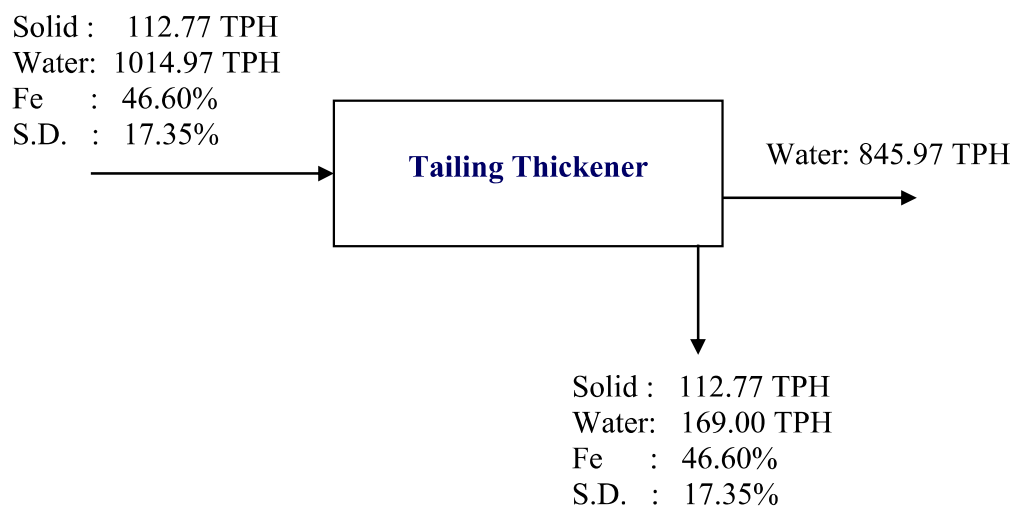 Solid : 112.77 TPH
Water: 1014.97 TPH
Fe : 46.60%
S.D. : 17.35%
Tailing Thickener
Water: 845.97 TPH
Solid : 112.77 TPH
Water: 169.00 TPH
Fe : 46.60%
S.D. : 17.35%